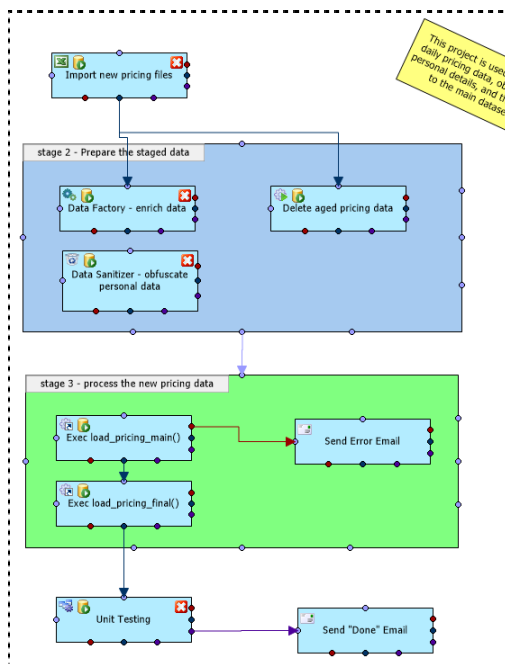 This project is used
daily pricing data, ob
personal details, and t
to the main datase
Import new pricing files
stage 2 - Prepare the staged data
Data Factory - enrich data
Delete aged pricing data
Data Sanitizer - obfuscate
personal data
stage 3 - process the new pricing data
Exec load_pricing_main()
Send Error Email
Exec load_pricing_final()
Unit Testing
Send "Done" Email